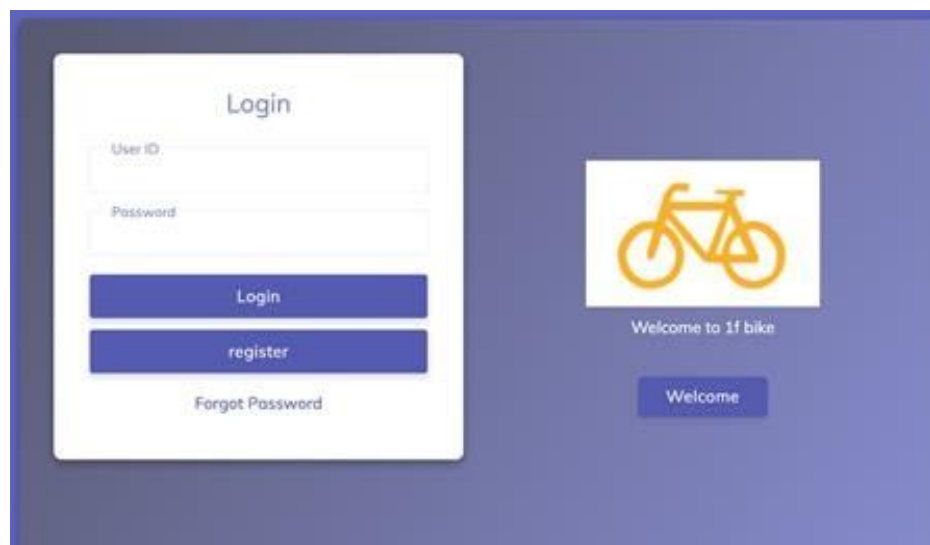 Login
User ID
Password
Login
register
Forgot Password
Welcome to 1f bike
Welcome